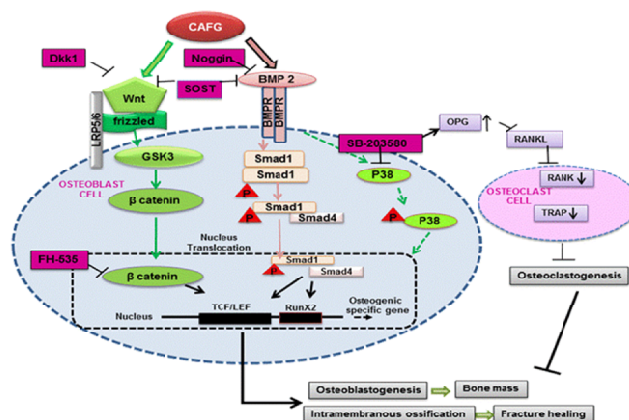 CAFG
Dkk1
Noggin
SOST
BMP 2
Wnt
frizzled
LRP5/6
BMPR
BMPR
SB-203580
OPG
RANKL
GSK3
OSTEOBLAST
CELL
β catenin
Smad1
Smad1
P
Smad1
Smad4
P38
P
P38
RANK
OSTEOCLAST
CELL
TRAP
Nucleus
Translocation
FH-535
β catenin
Smad1
P
Smad4
Osteoclastogenesis
TCF/LEF
RunX2
Osteogenic
specific gene
Nucleus
Osteoblastogenesis
Bone mass
Intramembranous ossification
Fracture healing